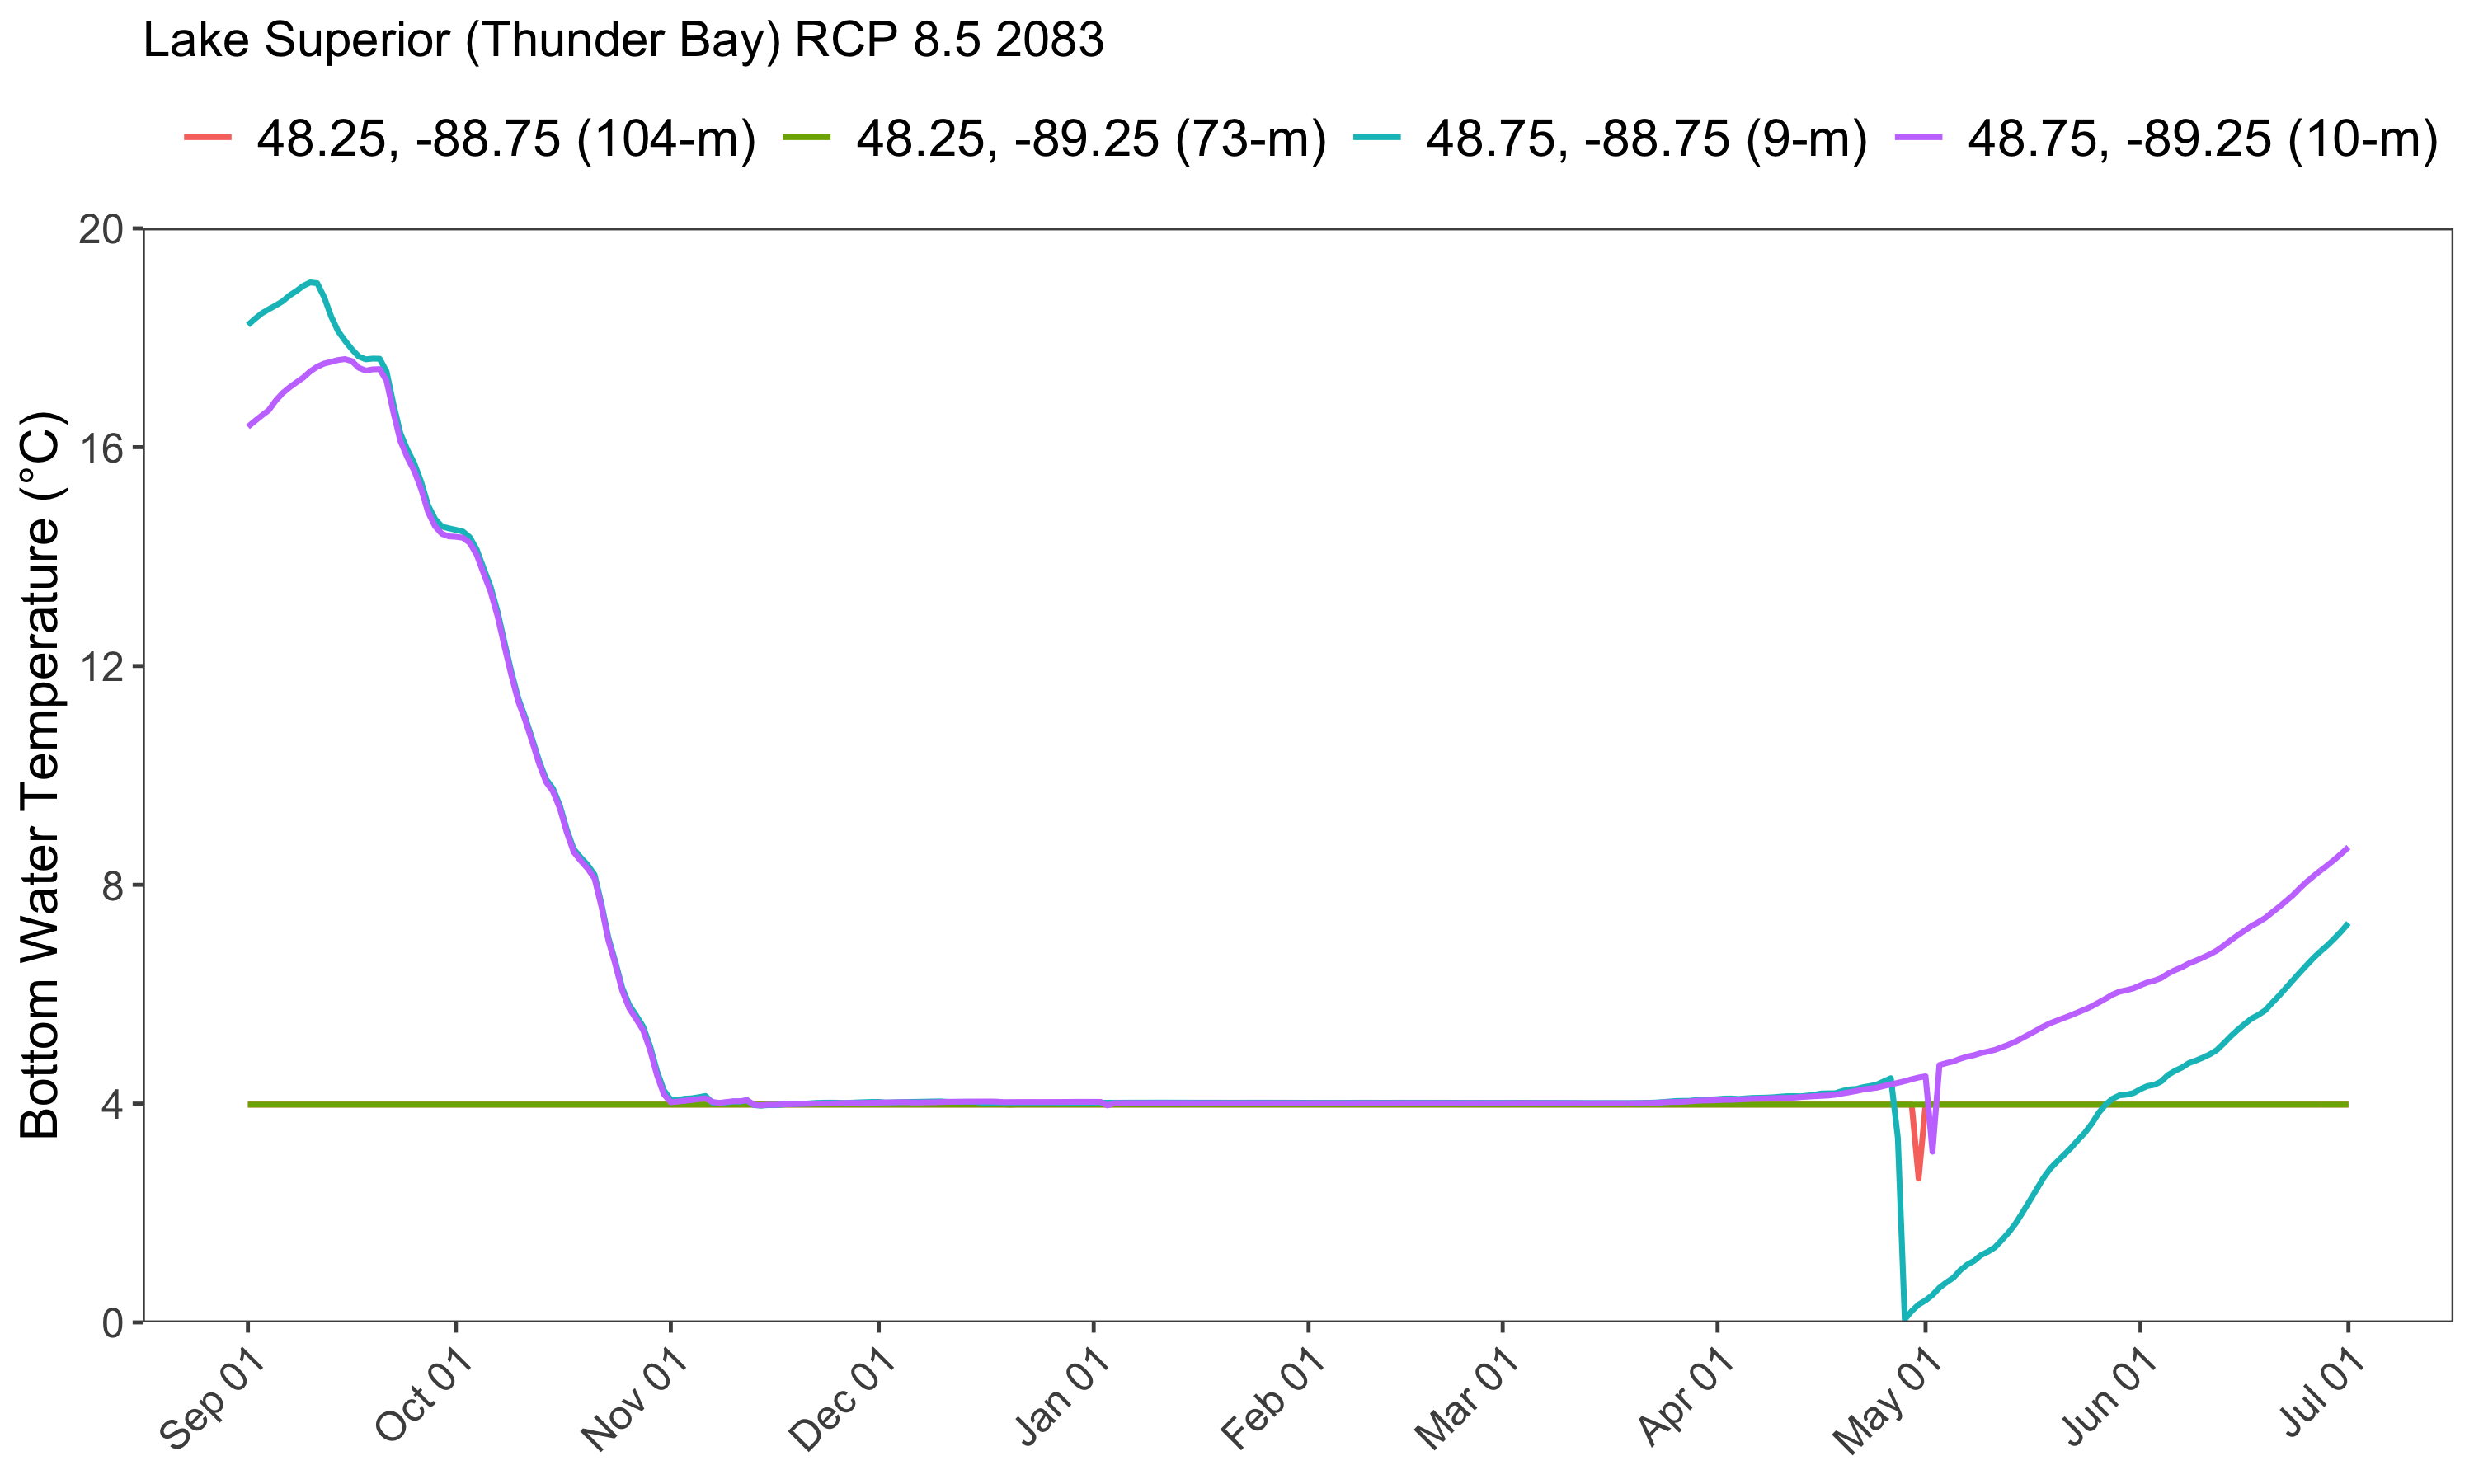 Lake Superior (Thunder Bay) RCP 8.5 2083
48.25, -88.75 (104-m) 48.25, -89.25 (73-m) 48.75, -88.75 (9-m) 48.75, -89.25 (10-m)
Bottom Water Temperature (°C)
20
16
12
8
4
0
Sep 01 Oct 01 Nov 01 Dec 01 Jan 01 Feb 01 Mar 01 Apr 01 May 01 Jun 01 Jul 01